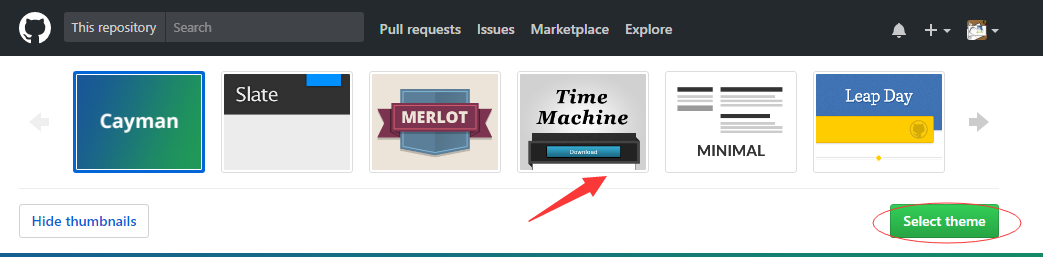 This repository Search Pull requests Issues Marketplace Explore
Cayman
Slate
MERLOT
Time
Machine
Download
MINIMAL
Leap Day
Hide thumbnails
Select theme